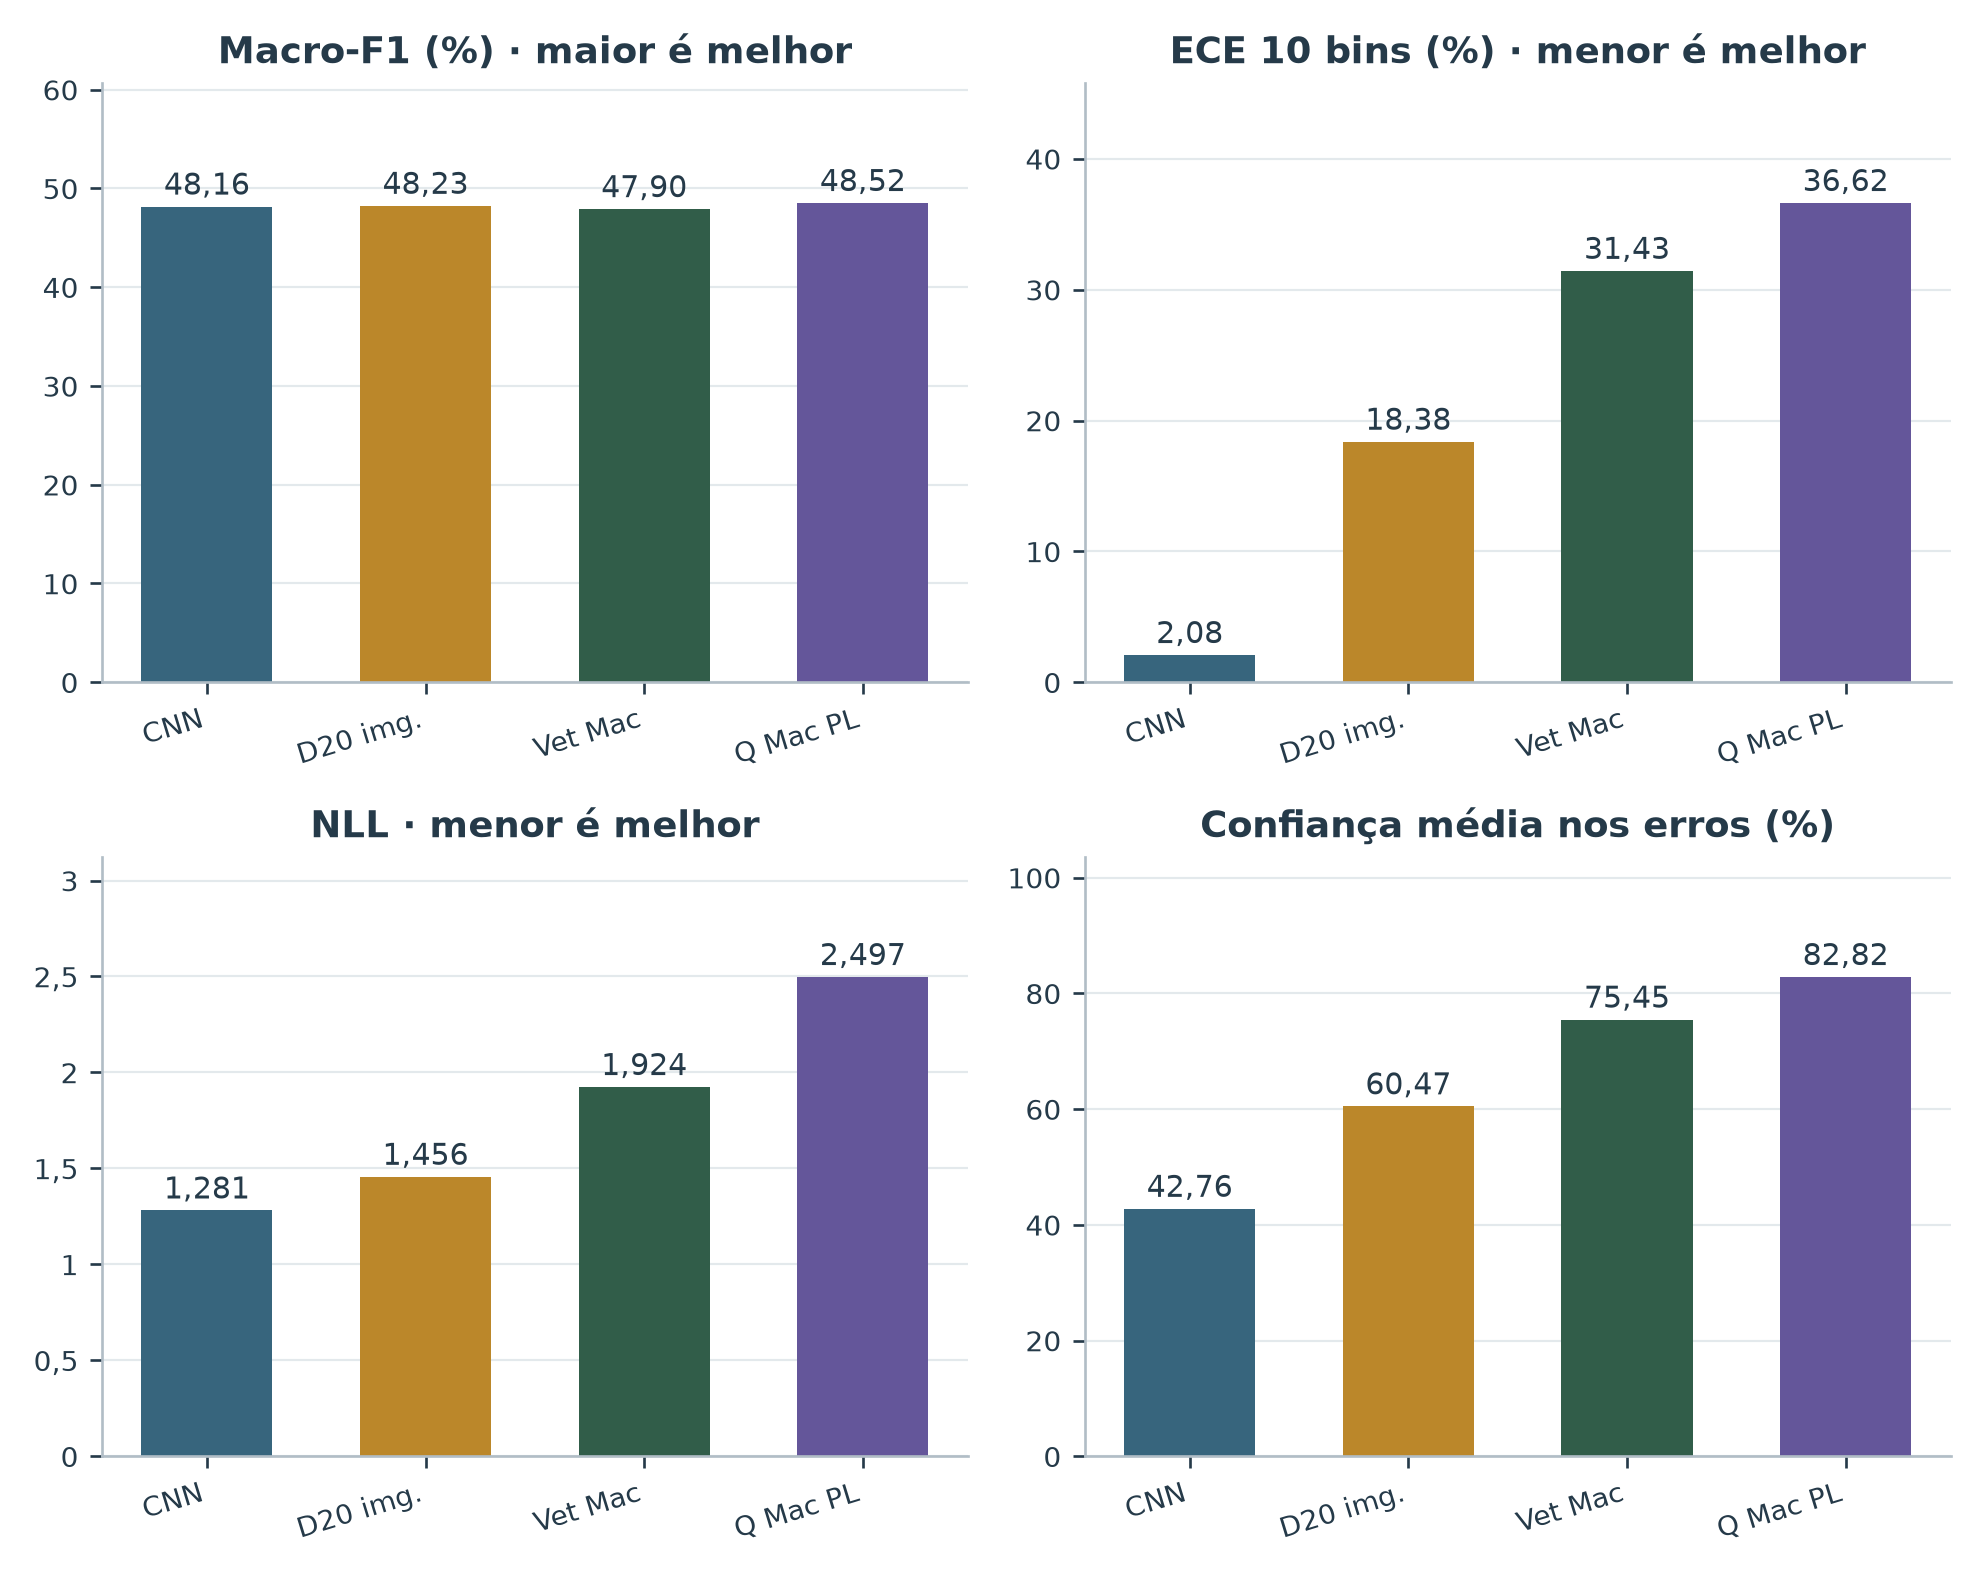 Macro-F1 (%) · maior é melhor
60
50
40
30
20
10
0
48,16
48,23
47,90
48,52
CNN
D20 img.
Vet Mac
Q Mac PL
ECE 10 bins (%) · menor é melhor
40
30
20
10
0
2,08
18,38
31,43
36,62
CNN
D20 img.
Vet Mac
Q Mac PL
NLL · menor é melhor
3
2,5
2
1,5
1
0,5
0
1,281
1,456
1,924
2,497
CNN
D20 img.
Vet Mac
Q Mac PL
Confiança média nos erros (%)
100
80
60
40
20
0
42,76
60,47
75,45
82,82
CNN
D20 img.
Vet Mac
Q Mac PL